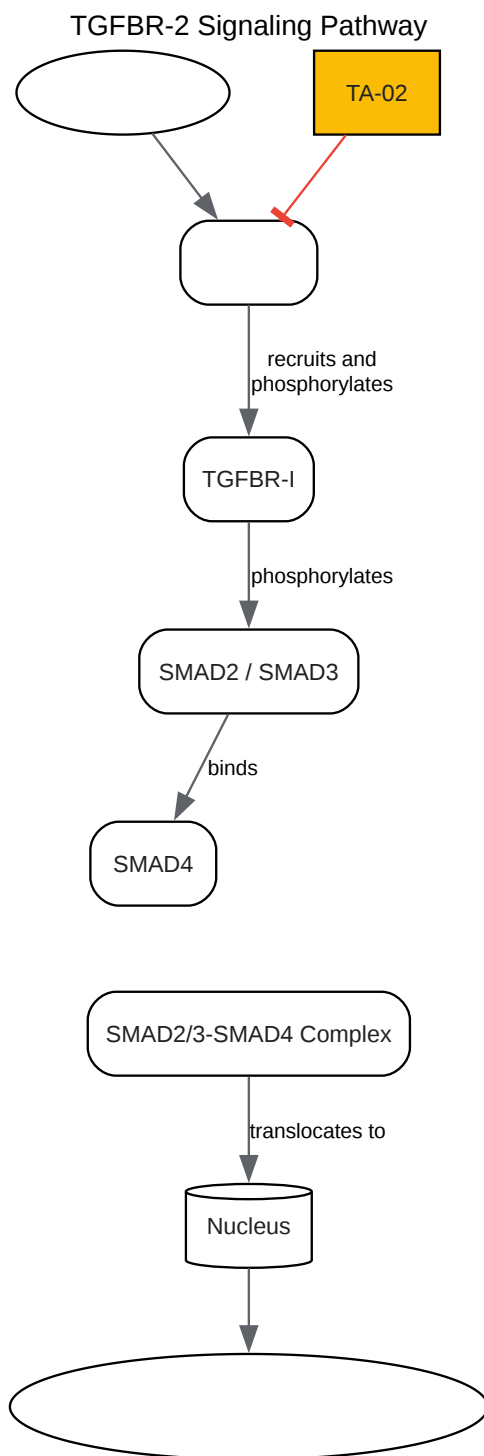 TGFBR-2 Signaling Pathway
TA-02
recruits and
phosphorylates
TGFBR-I
phosphorylates
SMAD2 / SMAD3
binds
SMAD4
SMAD2/3-SMAD4 Complex
translocates to
Nucleus